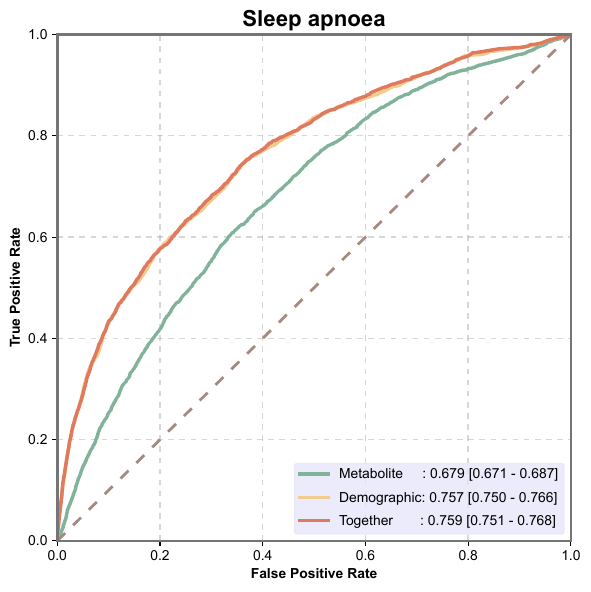 Sleep apnoea
1.0
0.8
0.6
0.4
0.2
0.0
True Positive Rate
Metabolite : 0.679 [0.671 - 0.687]
Demographic: 0.757 [0.750 - 0.766]
Together : 0.759 [0.751 - 0.768]
0.0 0.2 0.4 0.6 0.8 1.0
False Positive Rate